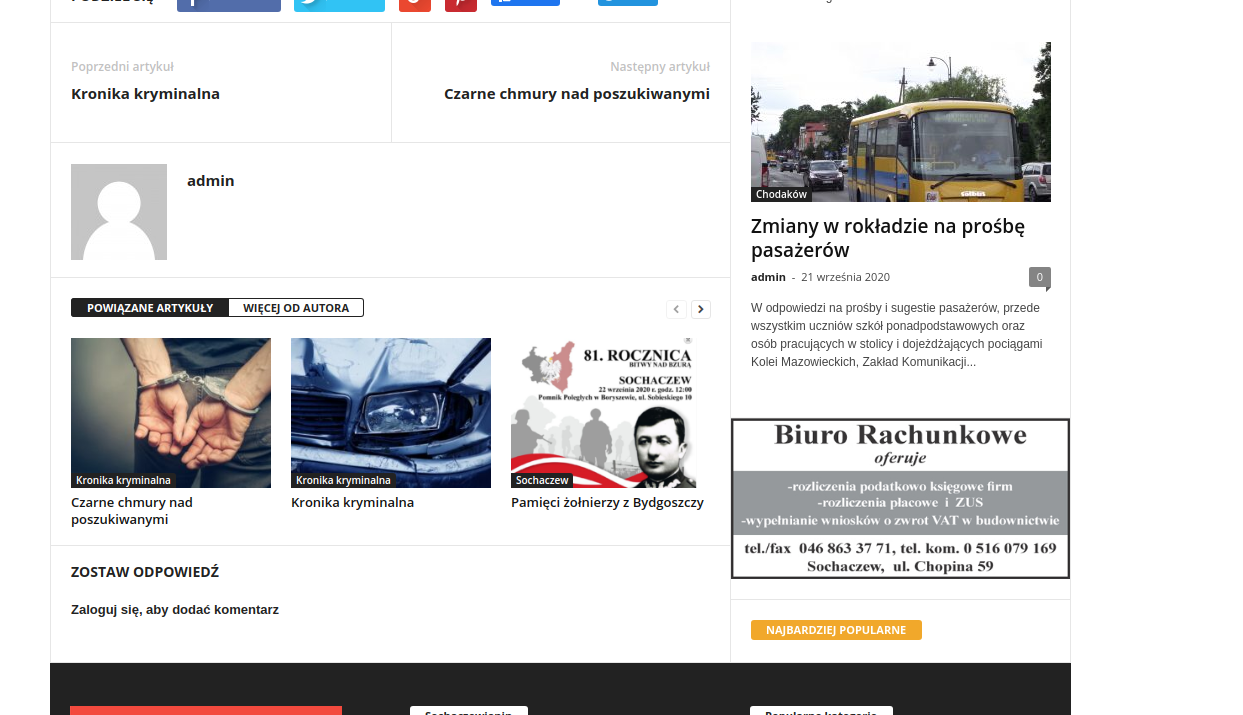 Poprzedni artykuł
Kronika kryminalna
Następny artykuł
Czarne chmury nad poszukiwanymi
admin
POWIĄZANE ARTYKUŁY
WIĘCEJ OD AUTORA
Kronika kryminalna
Czarne chmury nad
poszukiwanymi
Kronika kryminalna
Kronika kryminalna
81. ROCZNICA
BITWY NAD BZURĄ
SOCHACZEW
22 września 2020 r. godz. 12:00
Pomnik Poległych w Boryszewie, ul. Sobieskiego 10
Sochaczew
Pamięci żołnierzy z Bydgoszczy
ZOSTAW ODPOWIEDŹ
Zaloguj się, aby dodać komentarz
Chodaków
Zmiany w rokładzie na prośbę
pasażerów
admin - 21 września 2020
0
W odpowiedzi na prośby i sugestie pasażerów, przede
wszystkim uczniów szkół ponadpodstawowych oraz
osób pracujących w stolicy i dojeżdżających pociągami
Kolei Mazowieckich, Zakład Komunikacji...
Biuro Rachunkowe
oferuje
-rozliczenia podatkowo księgowe firm
-rozliczenia płacowe i ZUS
-wypełnianie wniosków o zwrot VAT w budownictwie
tel./fax 046 863 37 71, tel. kom. 0 516 079 169
Sochaczew, ul. Chopina 59
NAJBARDZIEJ POPULARNE